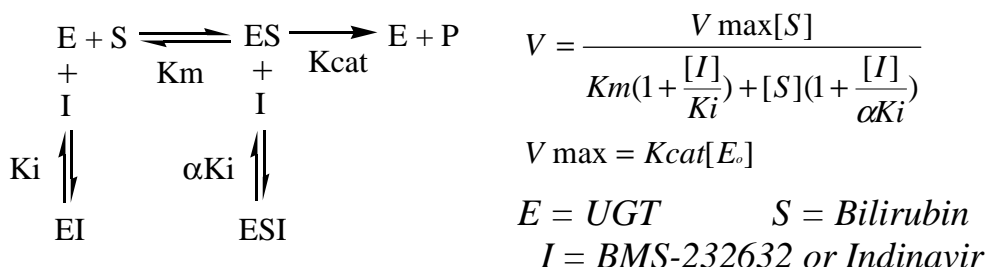 E + S ES E + P
Km Kcat
+ +
I I
Ki αKi
EI ESI
V = Vmax[S] / (Km(1 + [I]/Ki) + [S](1 + [I]/αKi))
Vmax = Kcat[Eo]
E = UGT S = Bilirubin
I = BMS-232632 or Indinavir